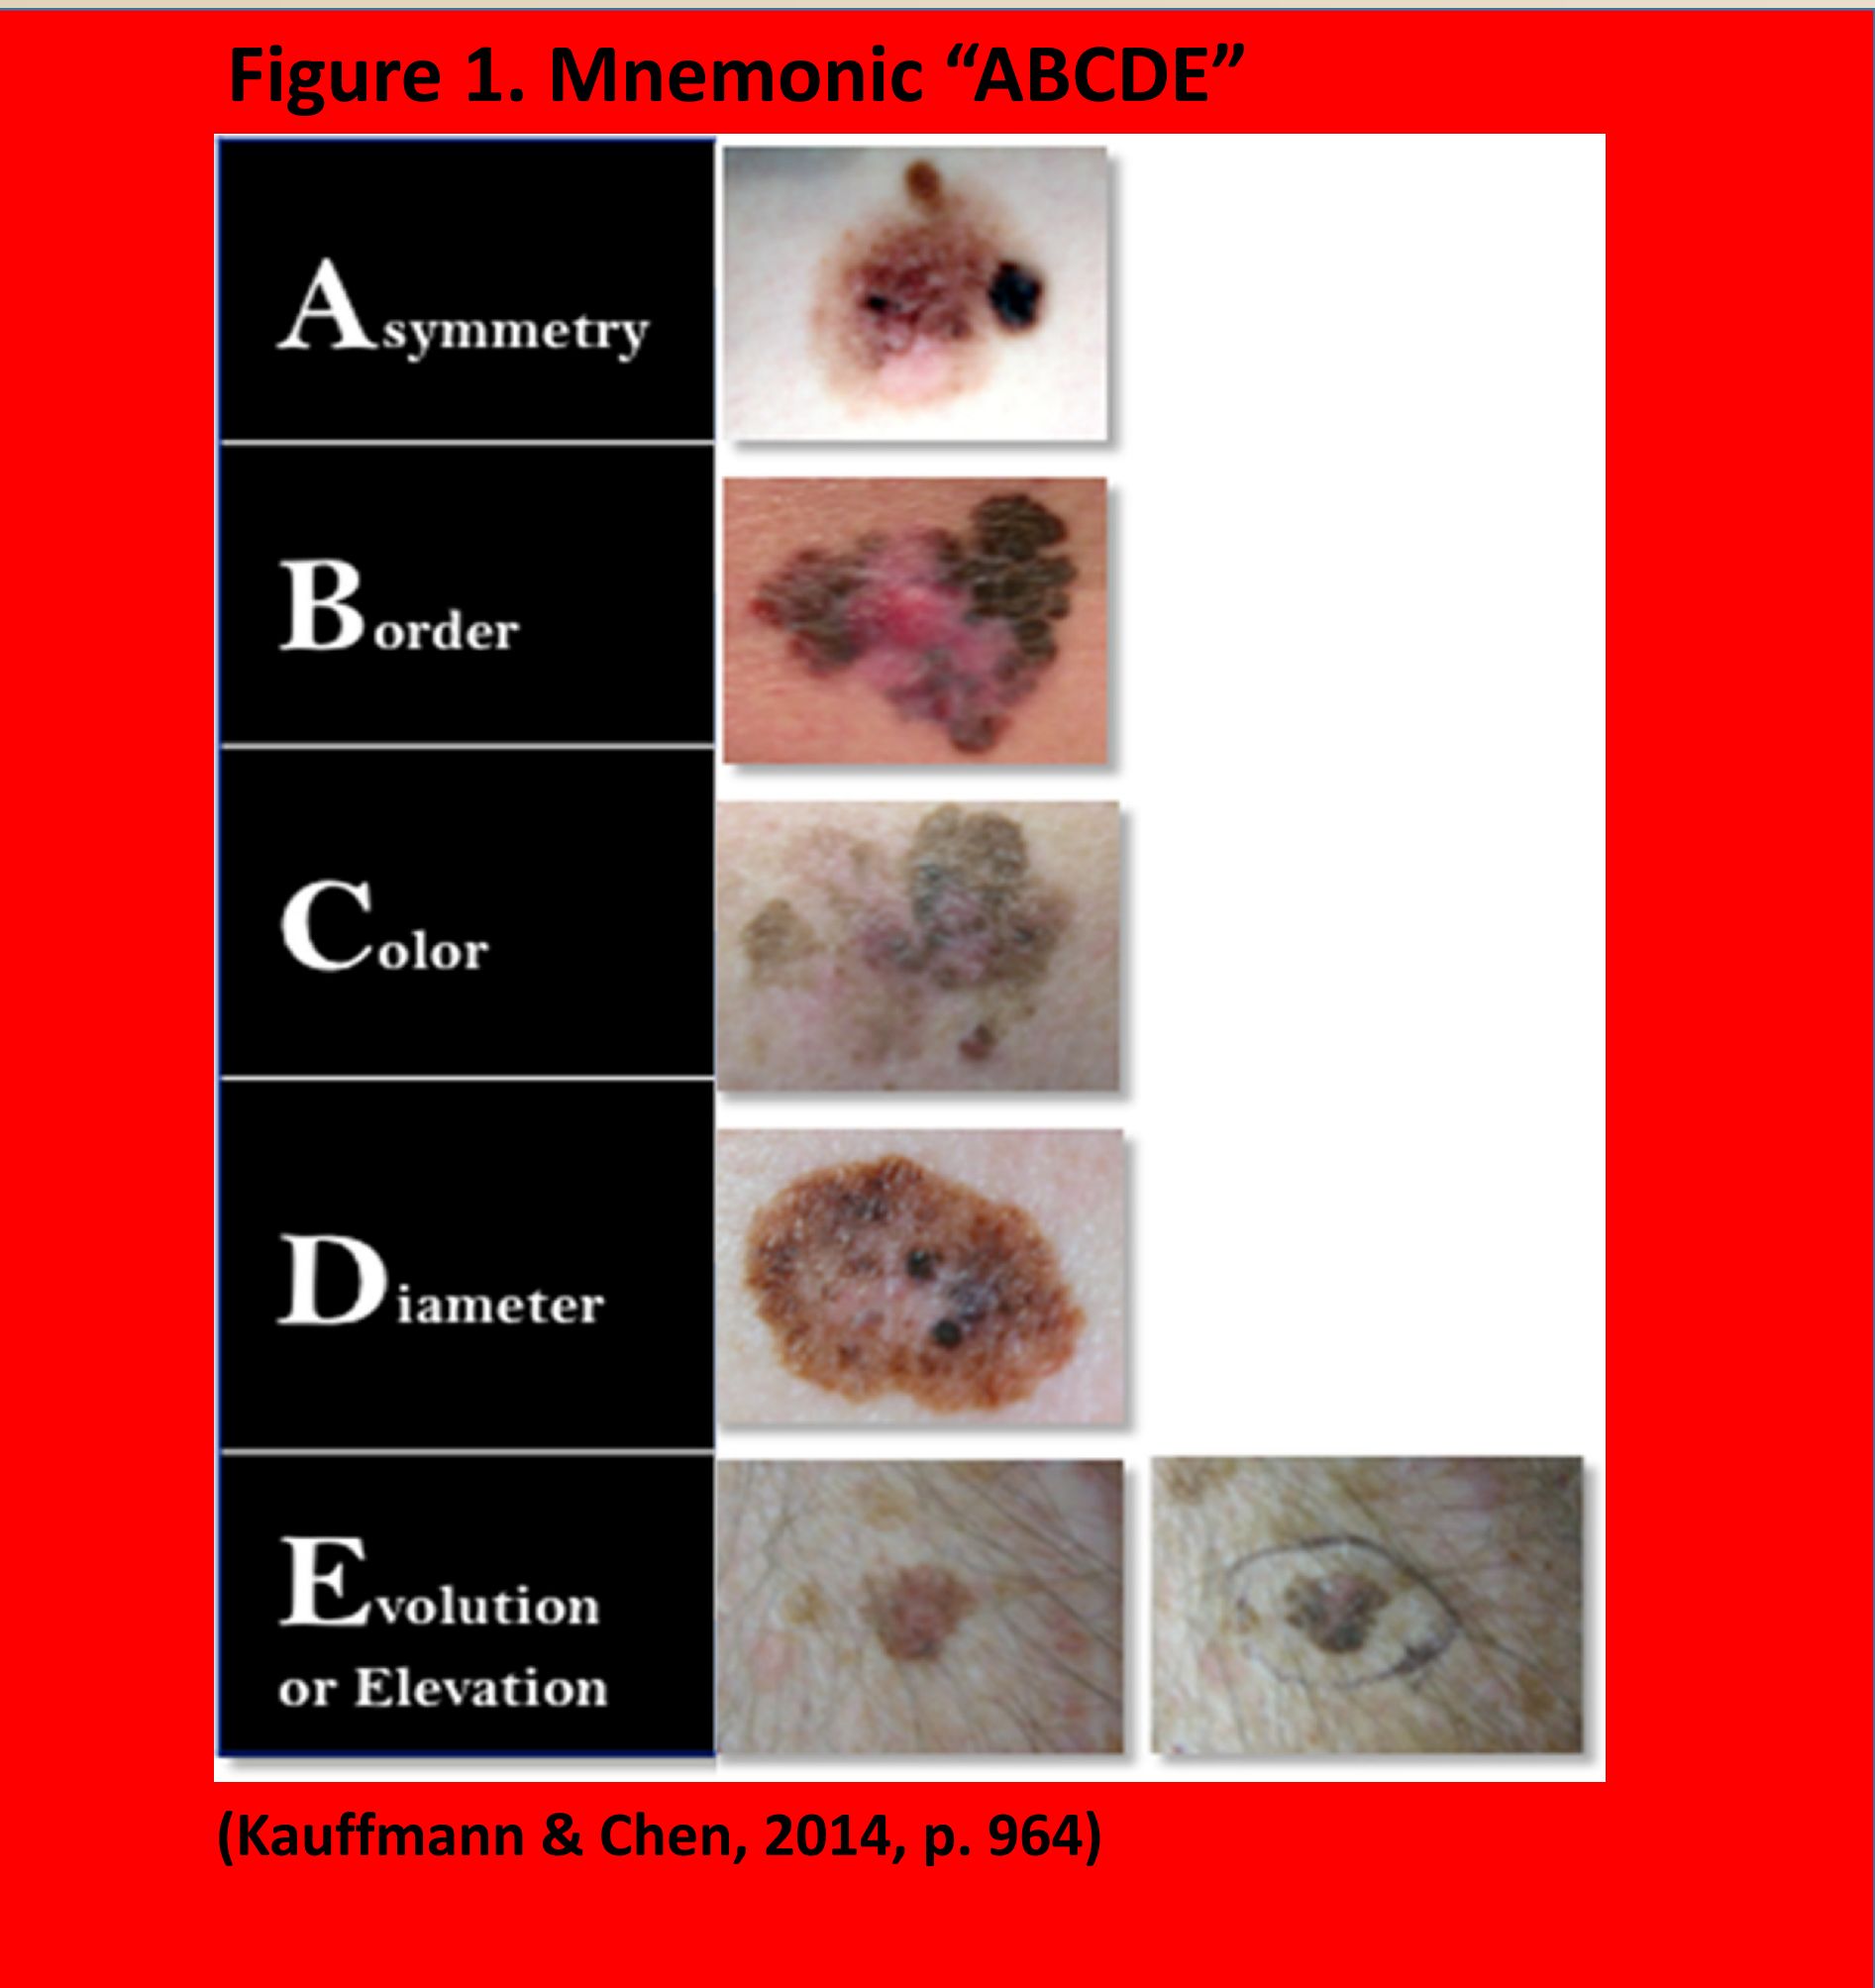 Figure 1. Mnemonic “ABCDE”
Asymmetry
Border
Color
Diameter
Evolution
or Elevation
(Kauffmann & Chen, 2014, p. 964)